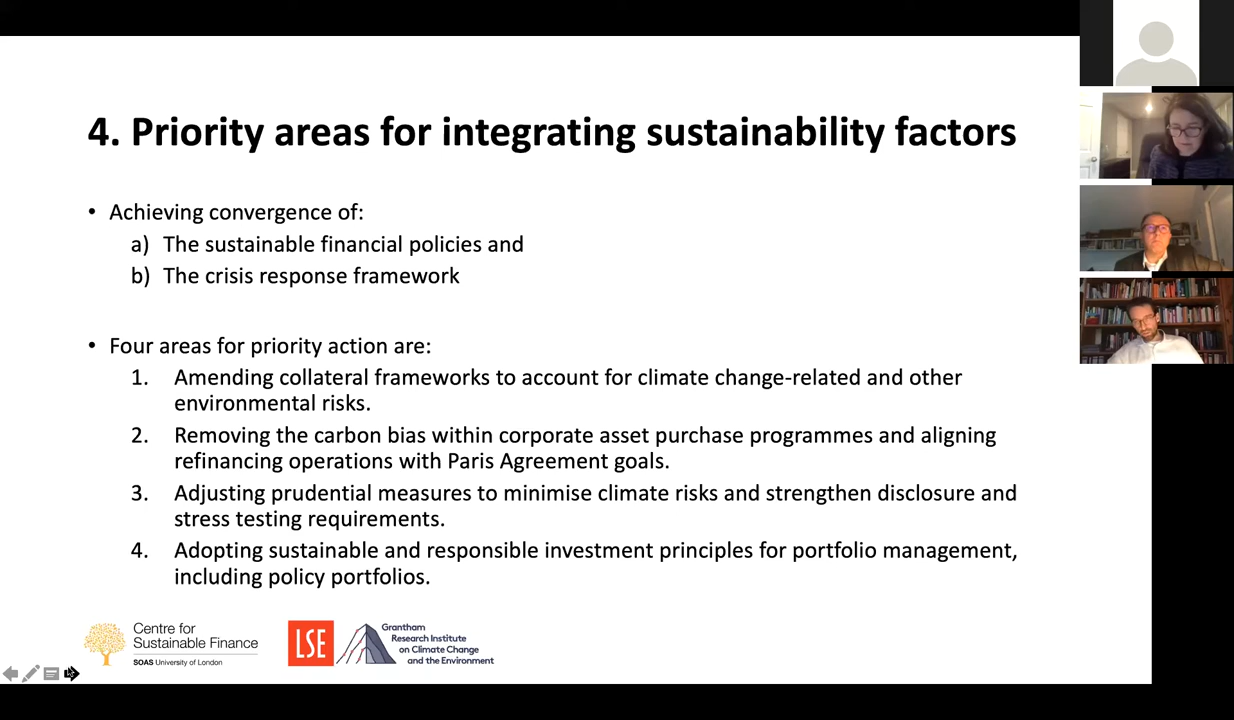 4. Priority areas for integrating sustainability factors
• Achieving convergence of:
a) The sustainable financial policies and
b) The crisis response framework
• Four areas for priority action are:
1. Amending collateral frameworks to account for climate change-related and other
environmental risks.
2. Removing the carbon bias within corporate asset purchase programmes and aligning
refinancing operations with Paris Agreement goals.
3. Adjusting prudential measures to minimise climate risks and strengthen disclosure and
stress testing requirements.
4. Adopting sustainable and responsible investment principles for portfolio management,
including policy portfolios.
Centre for
Sustainable Finance
SOAS University of London
LSE
Grantham
Research Institute
on Climate Change
and the Environment